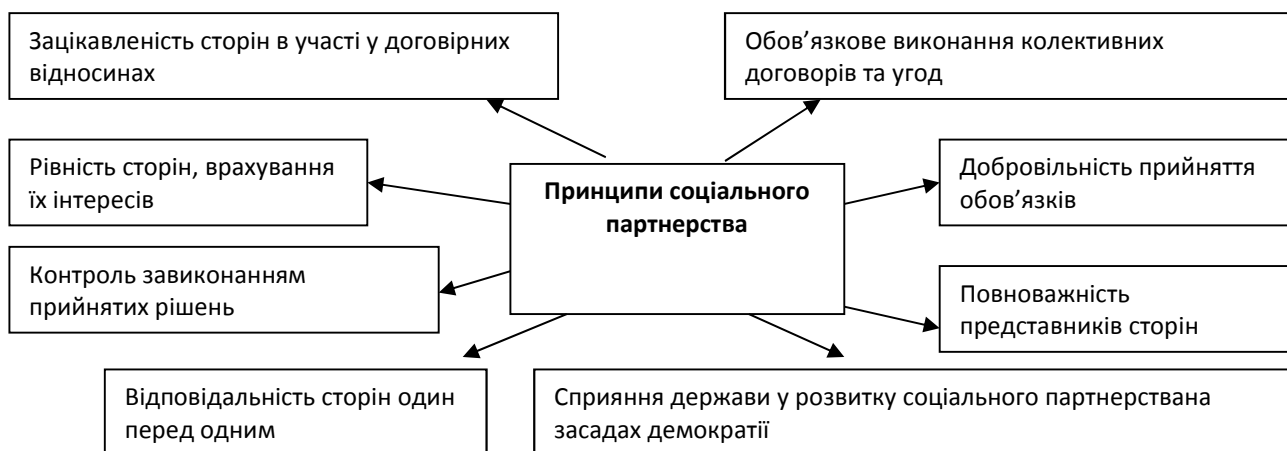 Зацікавленість сторін в участі у договірних
відносинах
Обов’язкове виконання колективних
договорів та угод
Рівність сторін, врахування
їх інтересів
Принципи соціального
партнерства
Добровільність прийняття
обов’язків
Контроль завиконанням
прийнятих рішень
Повноважність
представників сторін
Відповідальність сторін один
перед одним
Сприяння держави у розвитку соціального партнерствана
засадах демократії